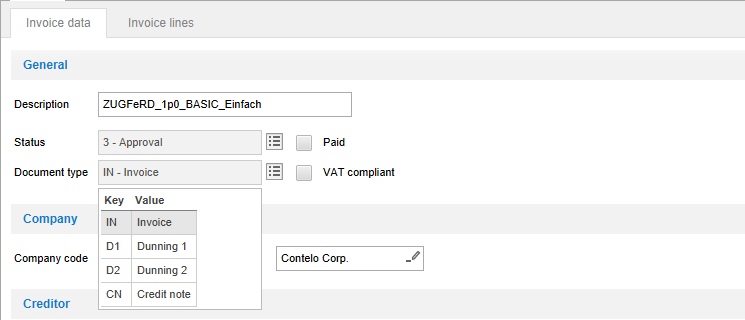 Invoice data Invoice lines
General
Description ZUGFeRD_1p0_BASIC_Einfach
Status 3 - Approval Paid
Document type IN - Invoice VAT compliant
Key Value
IN Invoice
Company
D1 Dunning 1
Company code Contelo Corp.
D2 Dunning 2
CN Credit note
Creditor